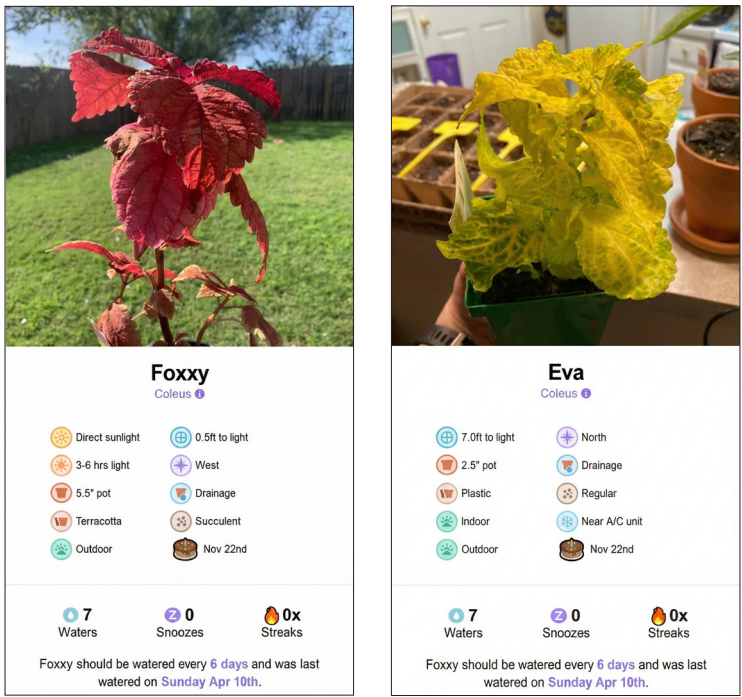 Foxxy
Coleus
Direct sunlight
0.5ft to light
3-6 hrs light
West
5.5" pot
Drainage
Terracotta
Succulent
Outdoor
Nov 22nd
7
Waters
Z 0
Snoozes
0x
Streaks
Foxxy should be watered every 6 days and was last
watered on Sunday Apr 10th.
Eva
Coleus
7.0ft to light
North
2.5" pot
Drainage
Plastic
Regular
Indoor
Near A/C unit
Outdoor
Nov 22nd
7
Waters
Z 0
Snoozes
0x
Streaks
Foxxy should be watered every 6 days and was last
watered on Sunday Apr 10th.